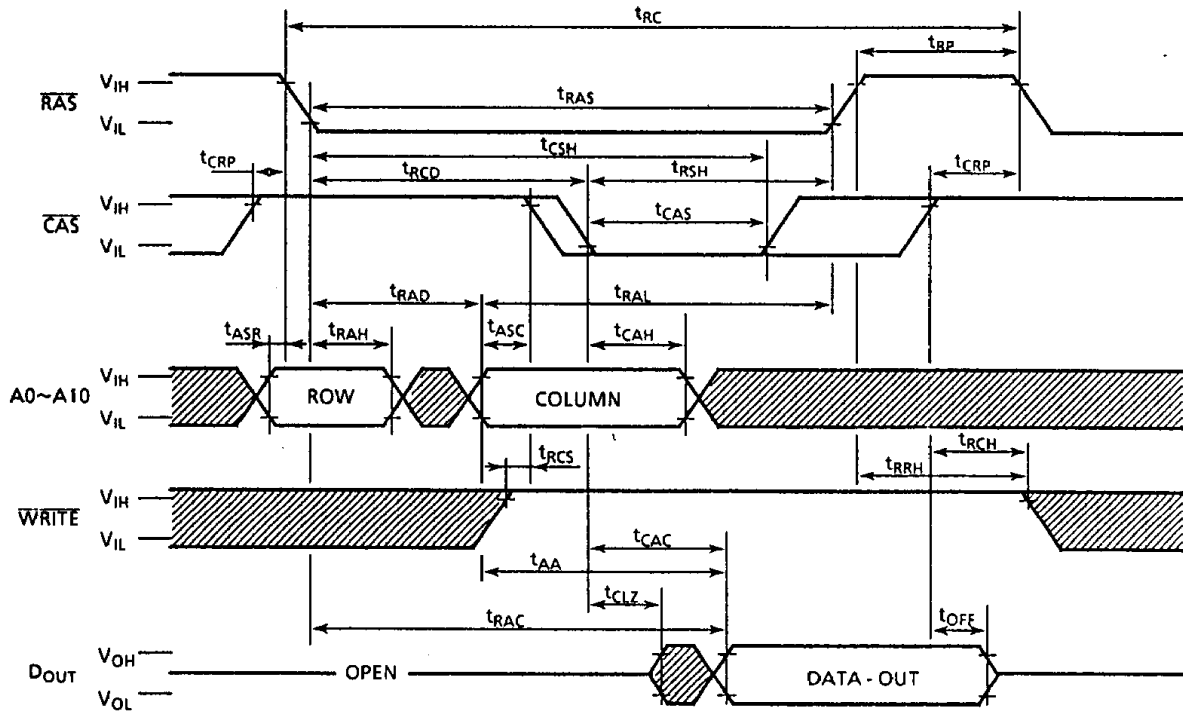 tRC
tRP
VIH
RAS
tRAS
VIL
tCSH
tCRP
tRCD
tRSH
tCRP
VIH
CAS
tCAS
VIL
tRAD
tRAL
tASR
tRAH
tASC
tCAH
VIH
A0~A10
ROW
COLUMN
VIL
tRCS
tRCH
tRRH
VIH
WRITE
VIL
tCAC
tAA
tCLZ
tRAC
tOFF
VOH
DOUT
OPEN
DATA - OUT
VOL